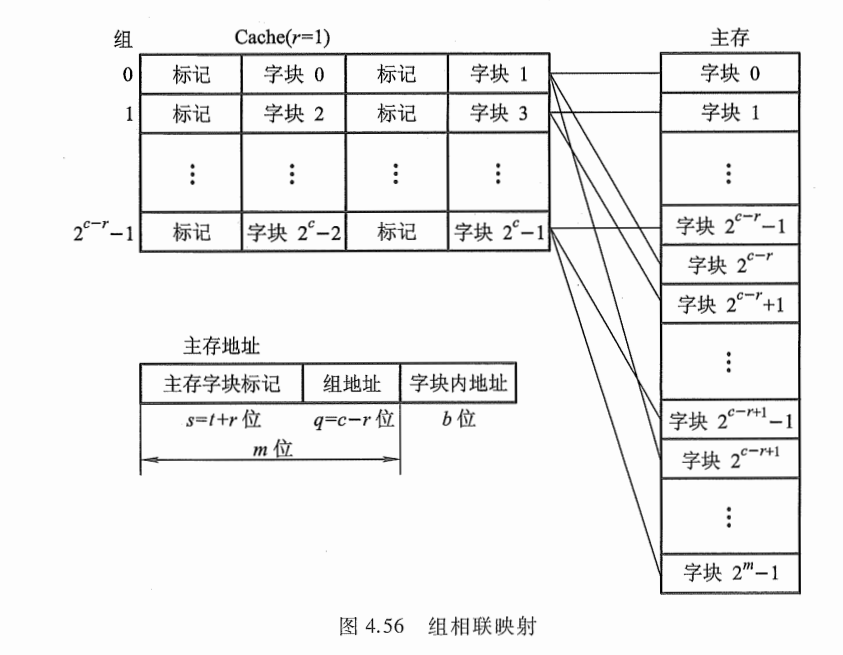 组 Cache(r=1) 主存
0 标记 字块 0 标记 字块 1 字块 0
1 标记 字块 2 标记 字块 3 字块 1
⋮ ⋮ ⋮ ⋮ ⋮
2^{c-r}-1 标记 字块 2^c-2 标记 字块 2^c-1 字块 2^{c-r}-1
字块 2^{c-r}
字块 2^{c-r}+1
⋮
字块 2^{c-r+1}-1
字块 2^{c-r+1}
⋮
字块 2^m-1
主存地址
主存字块标记 组地址 字块内地址
s=t+r 位 q=c-r 位 b 位
m 位
图 4.56 组相联映射